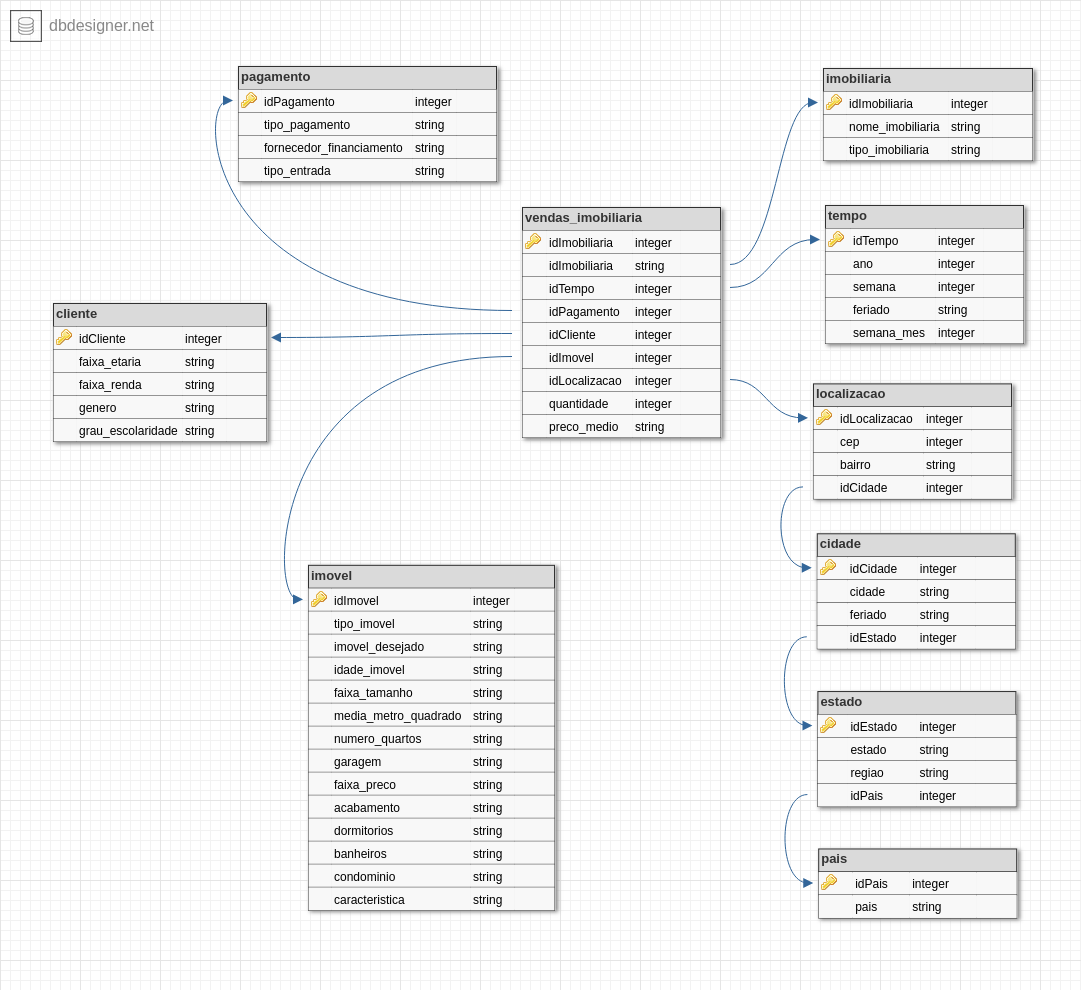 dbdesigner.net
pagamento
idPagamento integer
tipo_pagamento string
fornecedor_financiamento string
tipo_entrada string
imobiliaria
idImobiliaria integer
nome_imobiliaria string
tipo_imobiliaria string
vendas_imobiliaria
idImobiliaria integer
idImobiliaria string
idTempo integer
idPagamento integer
idCliente integer
idImovel integer
idLocalizacao integer
quantidade integer
preco_medio string
tempo
idTempo integer
ano integer
semana integer
feriado string
semana_mes integer
cliente
idCliente integer
faixa_etaria string
faixa_renda string
genero string
grau_escolaridade string
localizacao
idLocalizacao integer
cep integer
bairro string
idCidade integer
cidade
idCidade integer
cidade string
feriado string
idEstado integer
imovel
idImovel integer
tipo_imovel string
imovel_desejado string
idade_imovel string
faixa_tamanho string
media_metro_quadrado string
numero_quartos string
garagem string
faixa_preco string
acabamento string
dormitorios string
banheiros string
condominio string
caracteristica string
estado
idEstado integer
estado string
regiao string
idPais integer
pais
idPais integer
pais string